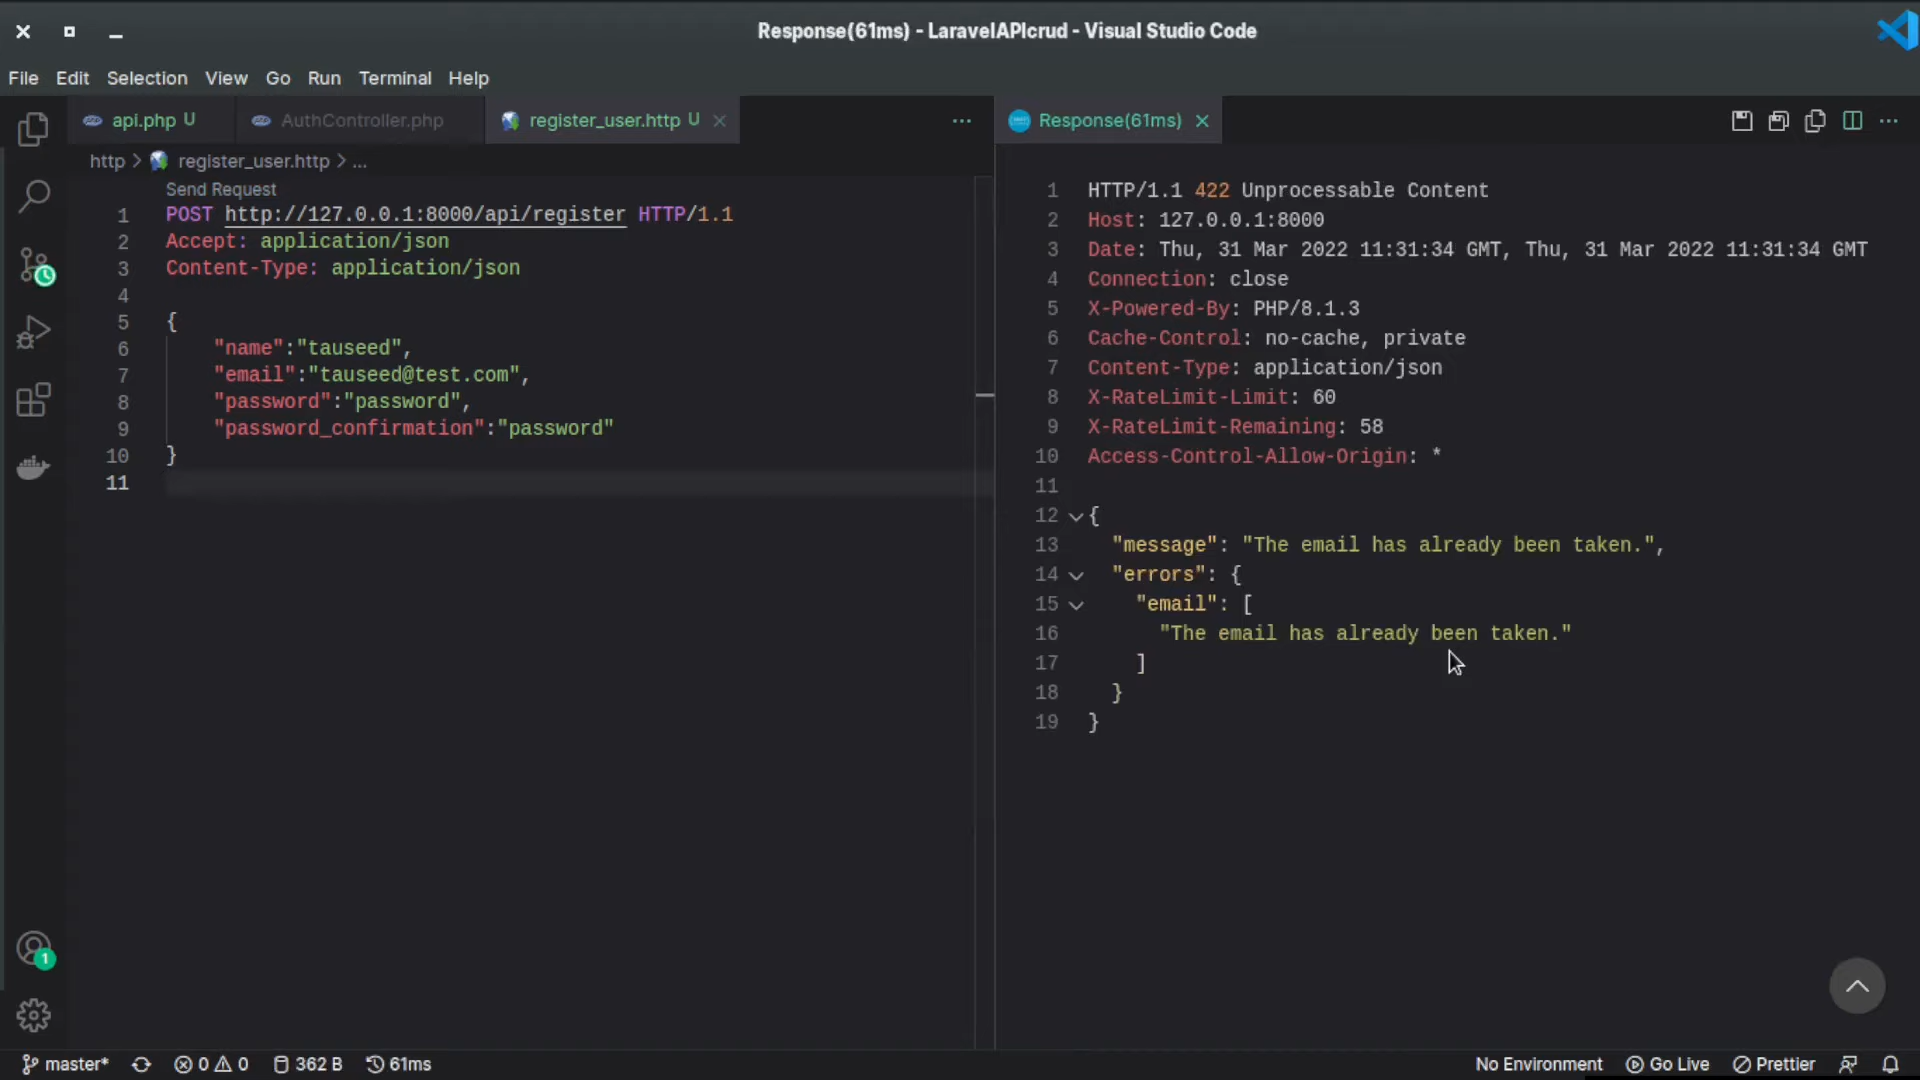 Response(61ms) - LaravelAPIcrud - Visual Studio Code
File Edit Selection View Go Run Terminal Help
api.php U AuthController.php register_user.http U
Response(61ms)
http > register_user.http > ...
Send Request
1 POST http://127.0.0.1:8000/api/register HTTP/1.1
2 Accept: application/json
3 Content-Type: application/json
4
5 {
6 "name":"tauseed",
7 "email":"tauseed@test.com",
8 "password":"password",
9 "password_confirmation":"password"
10 }
11
1 HTTP/1.1 422 Unprocessable Content
2 Host: 127.0.0.1:8000
3 Date: Thu, 31 Mar 2022 11:31:34 GMT, Thu, 31 Mar 2022 11:31:34 GMT
4 Connection: close
5 X-Powered-By: PHP/8.1.3
6 Cache-Control: no-cache, private
7 Content-Type: application/json
8 X-RateLimit-Limit: 60
9 X-RateLimit-Remaining: 58
10 Access-Control-Allow-Origin: *
11
12 {
13 "message": "The email has already been taken.",
14 "errors": {
15 "email": [
16 "The email has already been taken."
17 ]
18 }
19 }
1
master* 0 0 362 B 61ms
No Environment Go Live Prettier